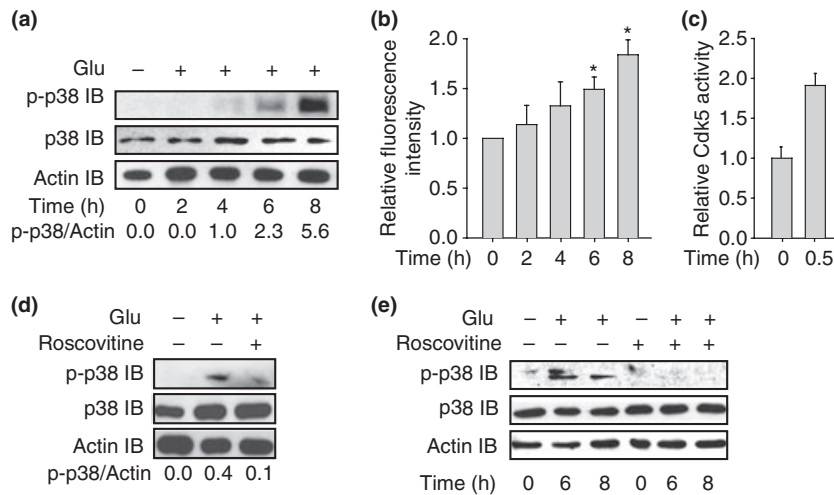 (a)
Glu – + + + +
p-p38 IB
p38 IB
Actin IB
Time (h) 0 2 4 6 8
p-p38/Actin 0.0 0.0 1.0 2.3 5.6
(b)
Relative fluorescence
intensity
2.0
1.5
1.0
0.5
0.0
* *
Time (h) 0 2 4 6 8
(c)
Relative Cdk5 activity
2.5
2.0
1.5
1.0
0.5
0.0
Time (h) 0 0.5
(d)
Glu – + +
Roscovitine +
p-p38 IB
p38 IB
Actin IB
p-p38/Actin 0.0 0.4 0.1
(e)
Glu – + + – + +
Roscovitine + + +
p-p38 IB
p38 IB
Actin IB
Time (h) 0 6 8 0 6 8